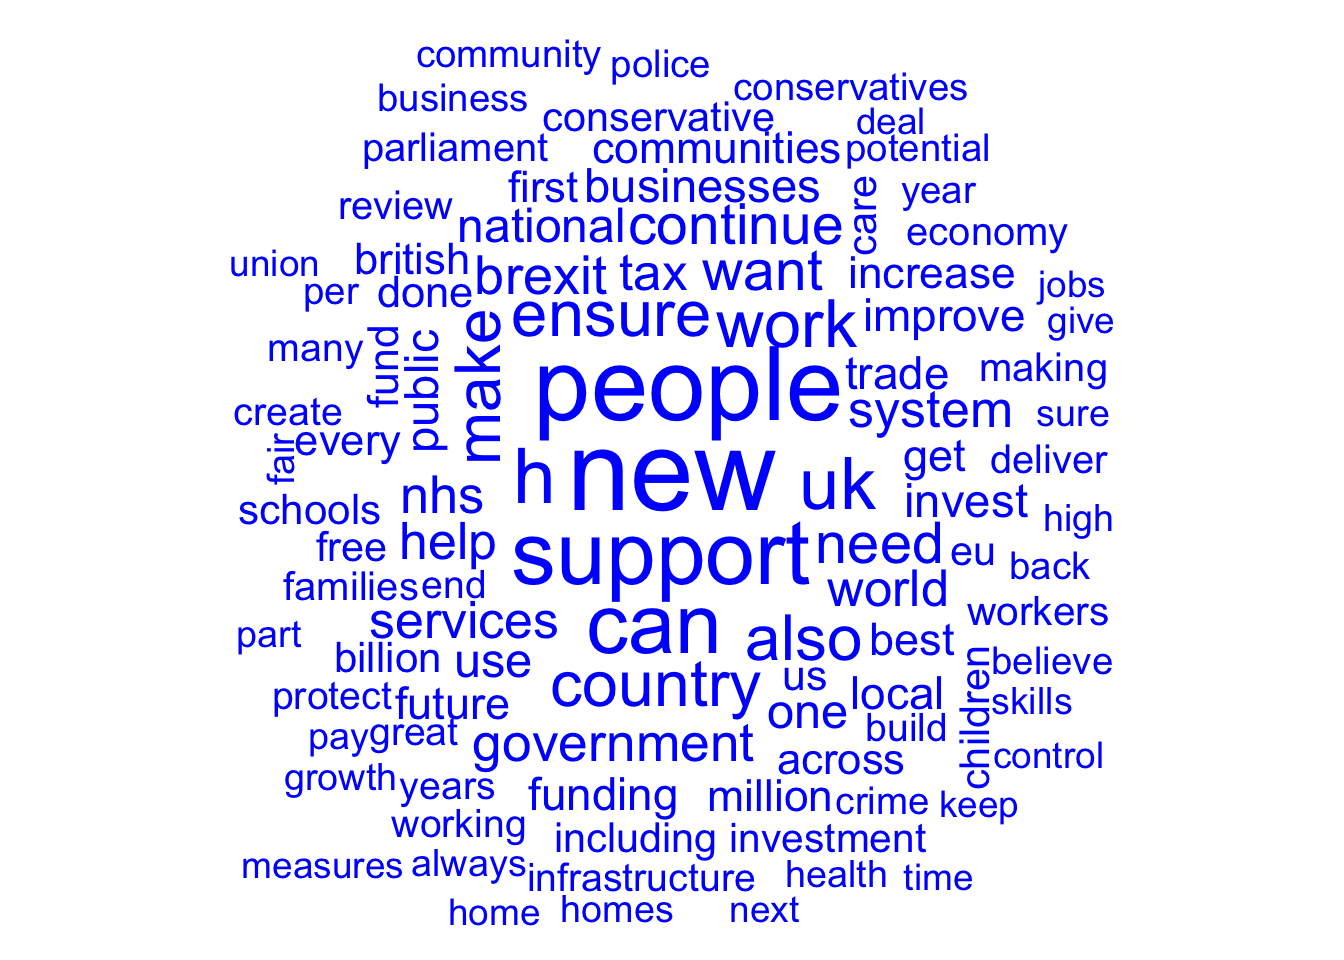 community police
business conservatives
conservative deal
parliament communities potential
first businesses care year
review national continue economy
union british brexit tax want increase jobs
per done ensure work improve give
many fund public make people trade making
create system sure
fair every h new uk get deliver
schools nhs invest high
free help support need eu back
families end world workers
part services can also best
billion use country us local children believe
protect future one build skills
pay great government across control
growth years funding million crime keep
working including investment
measures always infrastructure health time
home homes next